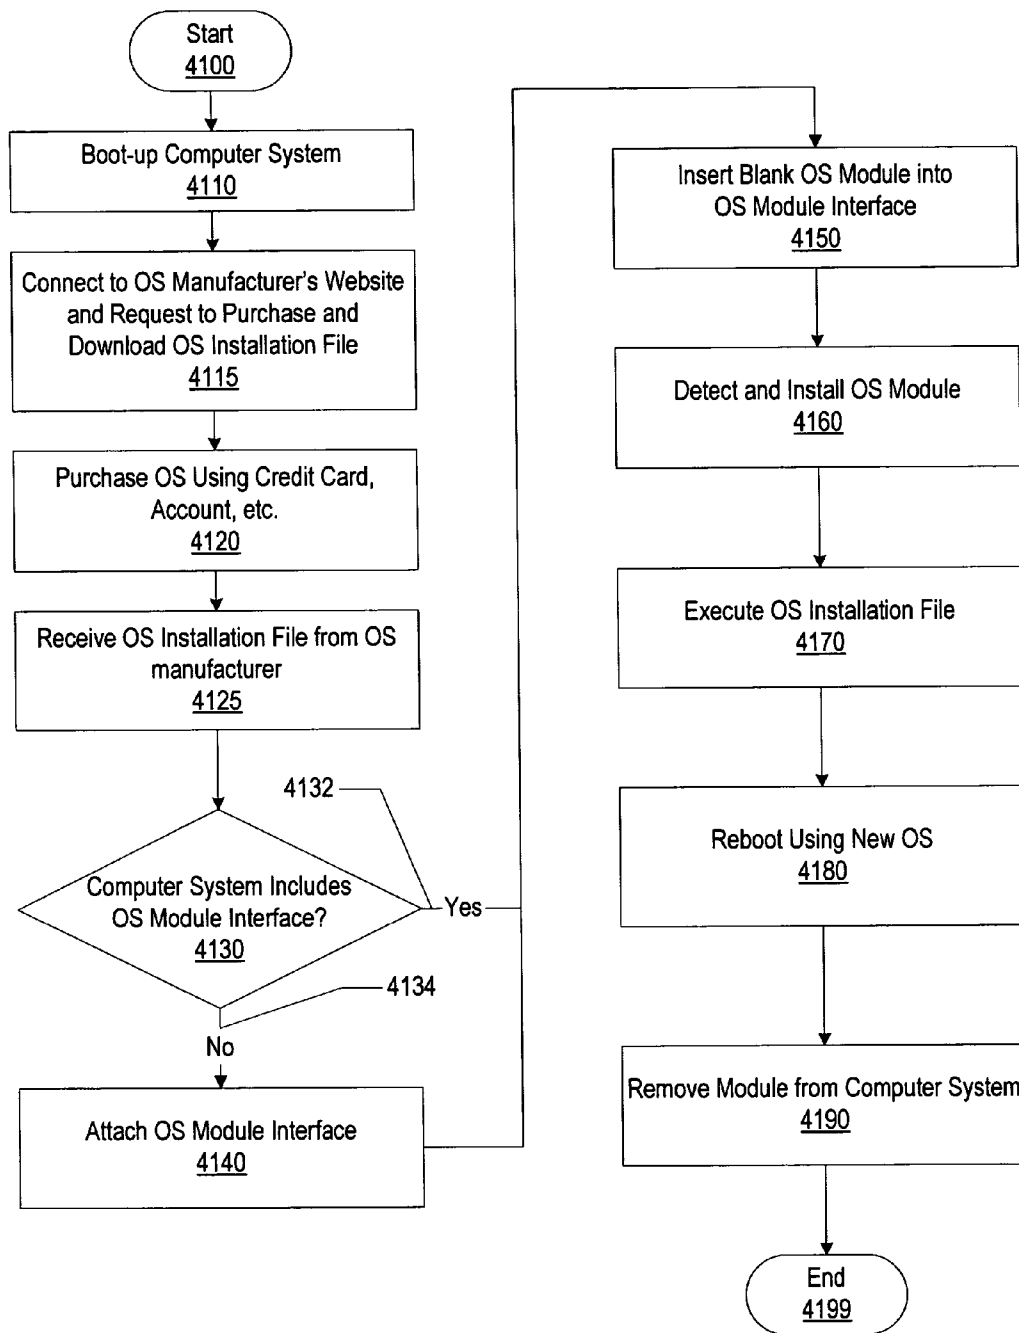 Start
4100
Boot-up Computer System
4110
Connect to OS Manufacturer's Website
and Request to Purchase and
Download OS Installation File
4115
Purchase OS Using Credit Card,
Account, etc.
4120
Receive OS Installation File from OS
manufacturer
4125
4132
Computer System Includes
OS Module Interface?
4130
Yes
4134
No
Attach OS Module Interface
4140
Insert Blank OS Module into
OS Module Interface
4150
Detect and Install OS Module
4160
Execute OS Installation File
4170
Reboot Using New OS
4180
Remove Module from Computer System
4190
End
4199